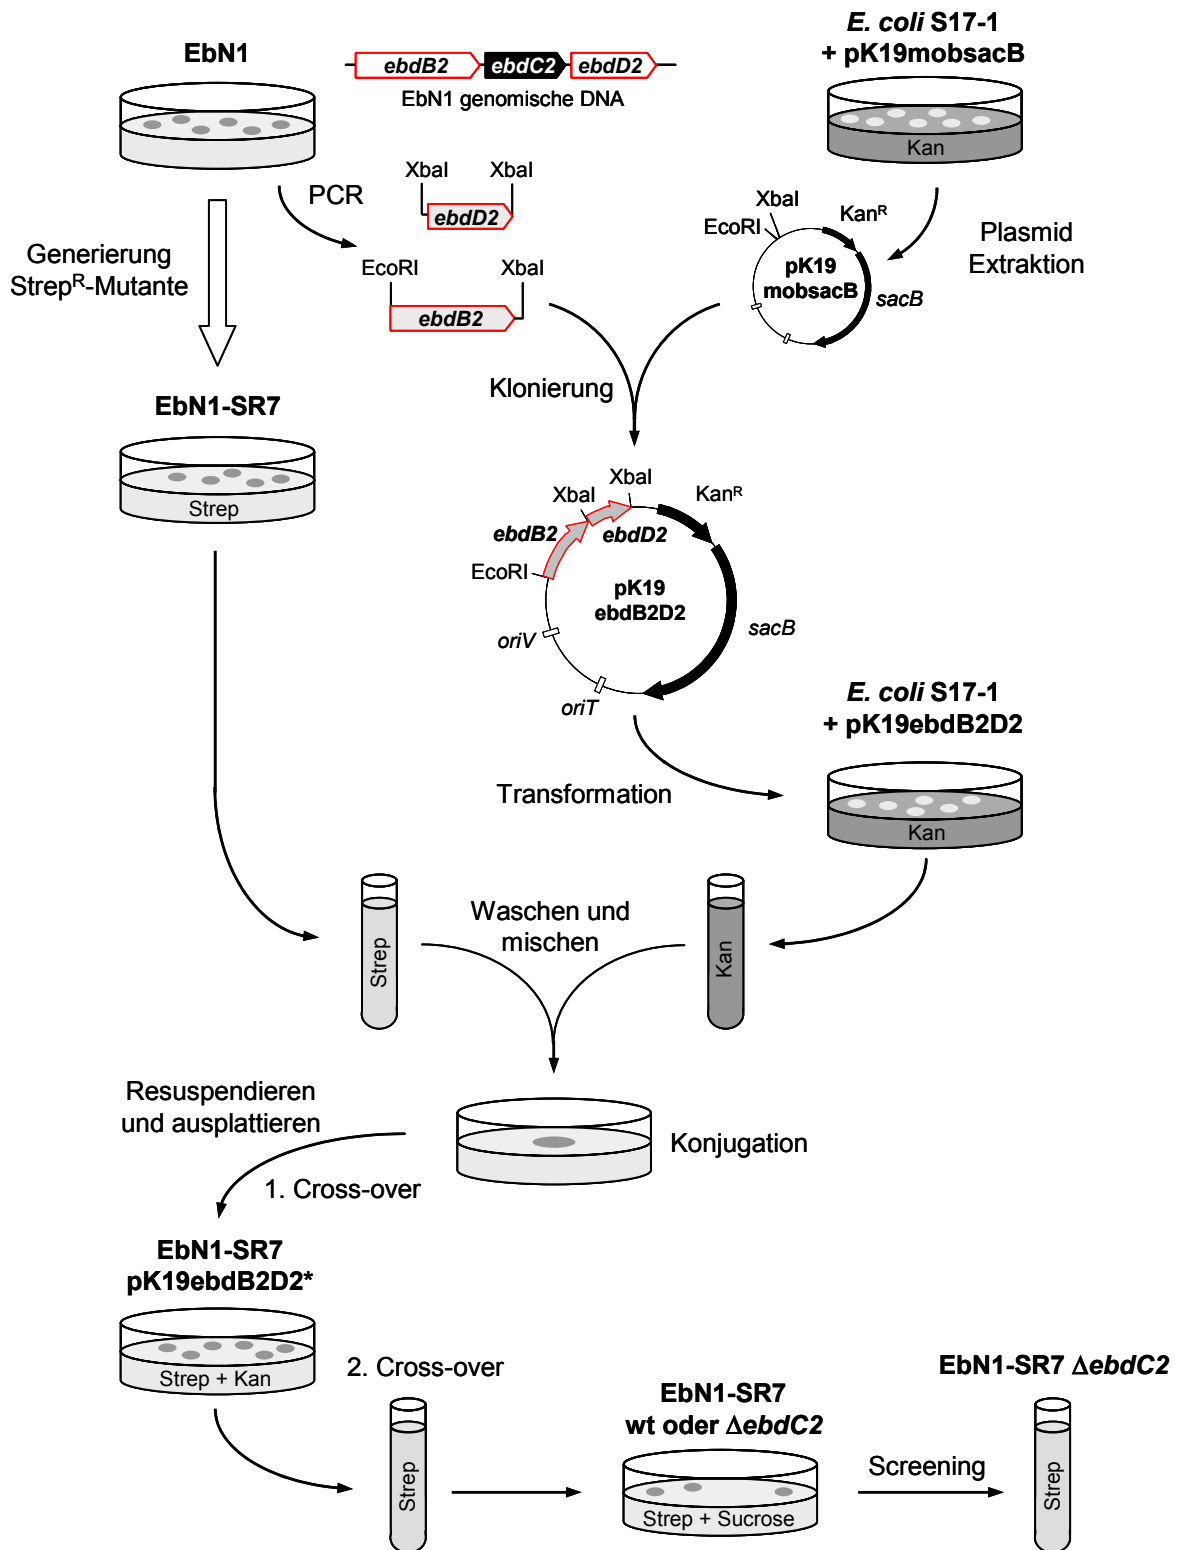 EbN1
ebdB2 ebdC2 ebdD2
EbN1 genomische DNA
E. coli S17-1
+ pK19mobsacB
Kan
PCR
XbaI XbaI
ebdD2
EcoRI XbaI
ebdB2
Generierung
StrepR-Mutante
XbaI
EcoRI
KanR
pK19
mobsacB
sacB
Plasmid
Extraktion
Klonierung
EbN1-SR7
Strep
XbaI
XbaI
KanR
ebdB2
ebdD2
EcoRI
pK19
ebdB2D2
oriV
sacB
oriT
E. coli S17-1
+ pK19ebdB2D2
Transformation
Kan
Waschen und
mischen
Strep
Kan
Resuspendieren
und ausplattieren
Konjugation
1. Cross-over
EbN1-SR7
pK19ebdB2D2*
Strep + Kan
2. Cross-over
Strep
EbN1-SR7
wt oder ΔebdC2
Strep + Sucrose
Screening
EbN1-SR7 ΔebdC2
Strep